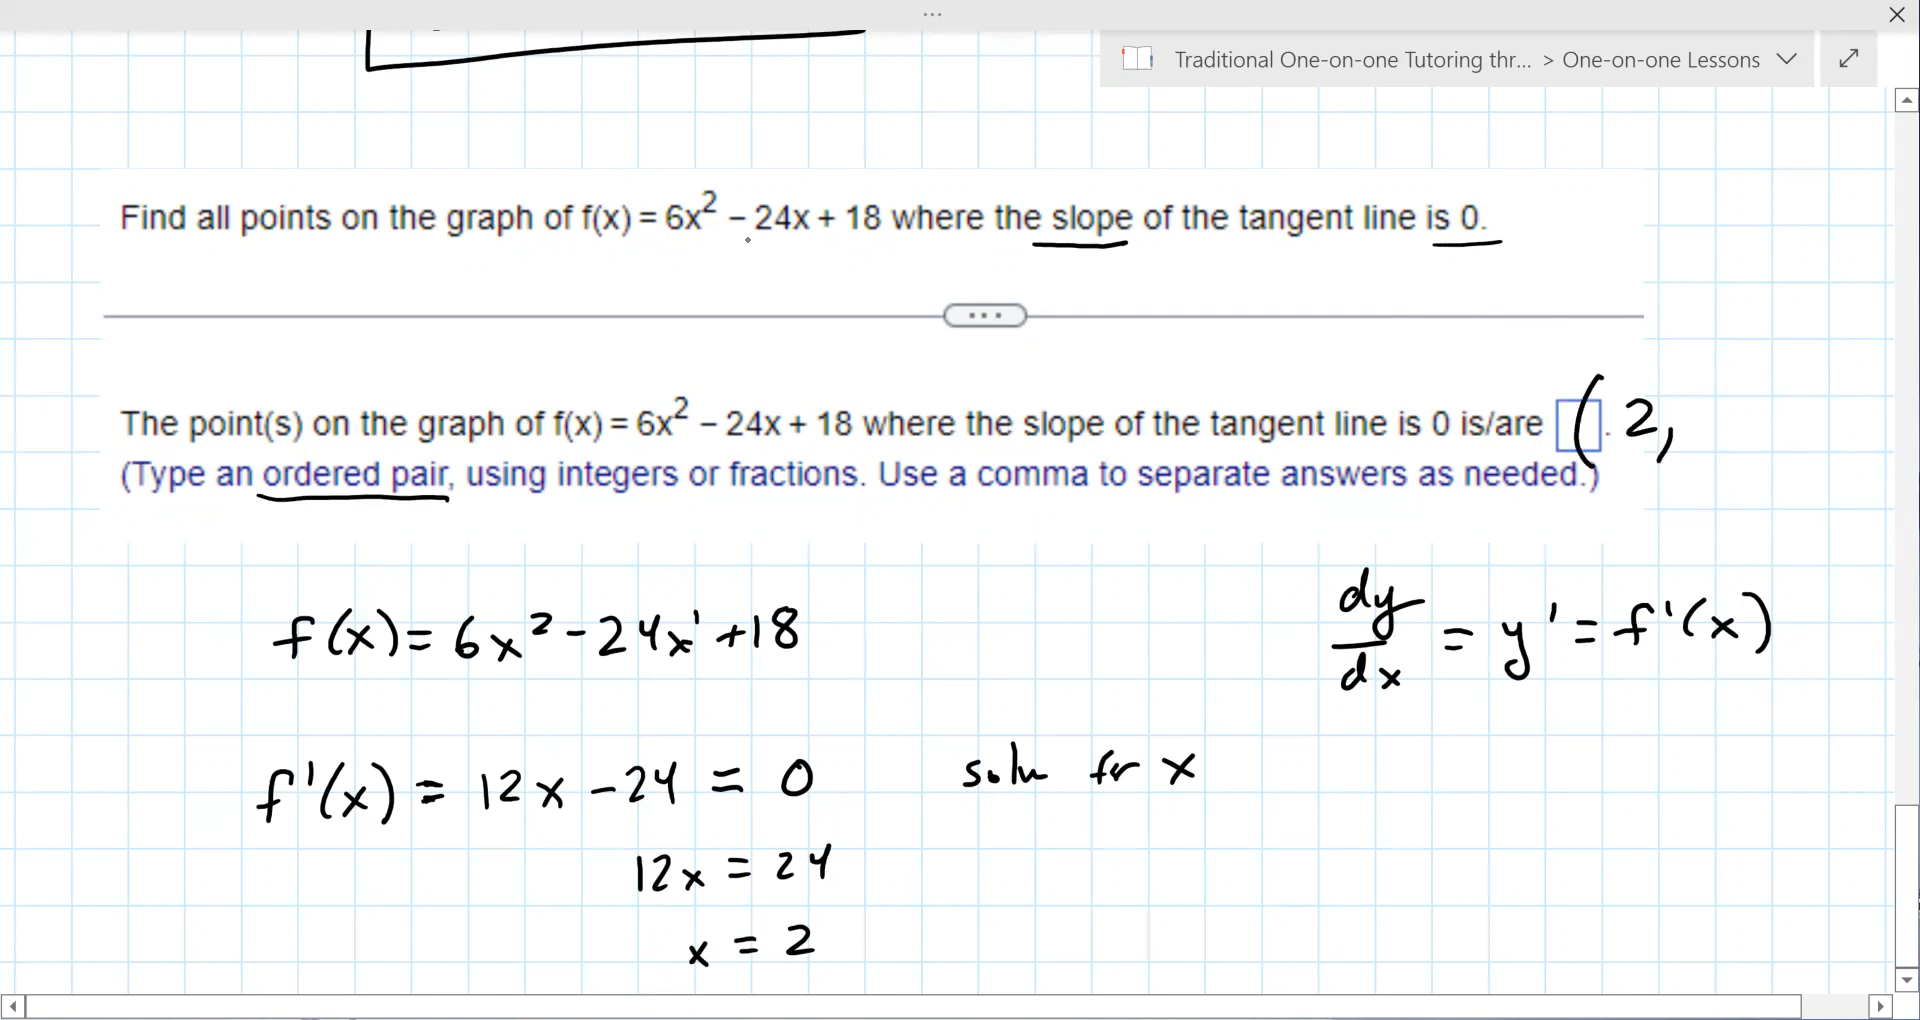 Traditional One-on-one Tutoring thr... > One-on-one Lessons
Find all points on the graph of f(x) = 6x² − 24x + 18 where the slope of the tangent line is 0.
The point(s) on the graph of f(x) = 6x² − 24x + 18 where the slope of the tangent line is 0 is/are . (2,
(Type an ordered pair, using integers or fractions. Use a comma to separate answers as needed.)
f(x) = 6x² - 24x¹ + 18
dy/dx = y' = f'(x)
f'(x) = 12x - 24 = 0 solve for x
12x = 24
x = 2